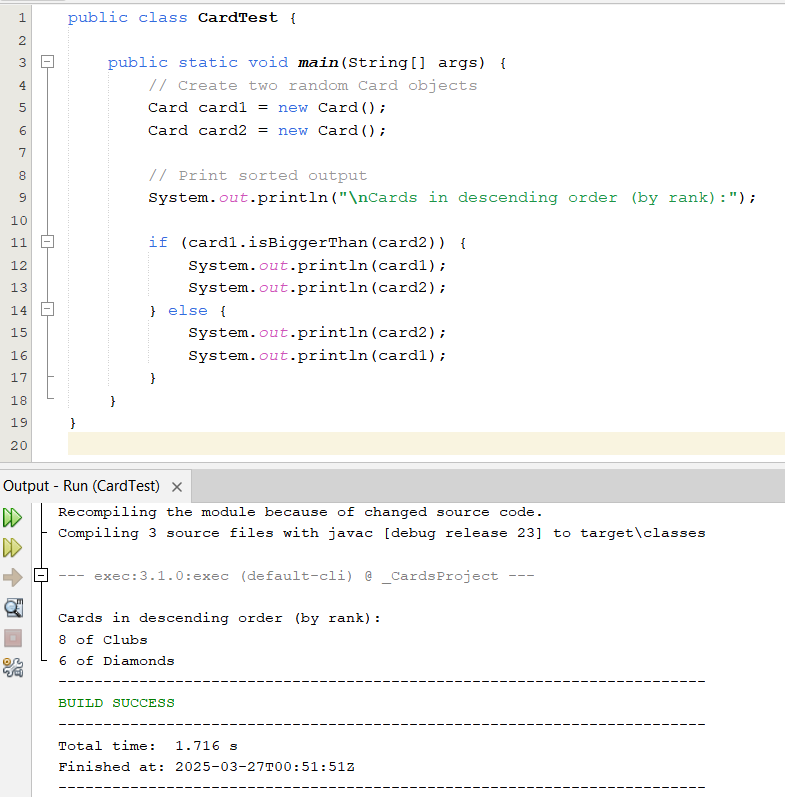 1 public class CardTest {
2
3 public static void main(String[] args) {
4 // Create two random Card objects
5 Card card1 = new Card();
6 Card card2 = new Card();
7
8 // Print sorted output
9 System.out.println("\nCards in descending order (by rank):");
10
11 if (card1.isBiggerThan(card2)) {
12 System.out.println(card1);
13 System.out.println(card2);
14 } else {
15 System.out.println(card2);
16 System.out.println(card1);
17 }
18 }
19 }
20
Output - Run (CardTest) ×
Recompiling the module because of changed source code.
Compiling 3 source files with javac [debug release 23] to target\classes
--- exec:3.1.0:exec (default-cli) @ _CardsProject ---
Cards in descending order (by rank):
8 of Clubs
6 of Diamonds
------------------------------------------------------------------------
BUILD SUCCESS
------------------------------------------------------------------------
Total time:  1.716 s
Finished at: 2025-03-27T00:51:51Z
------------------------------------------------------------------------